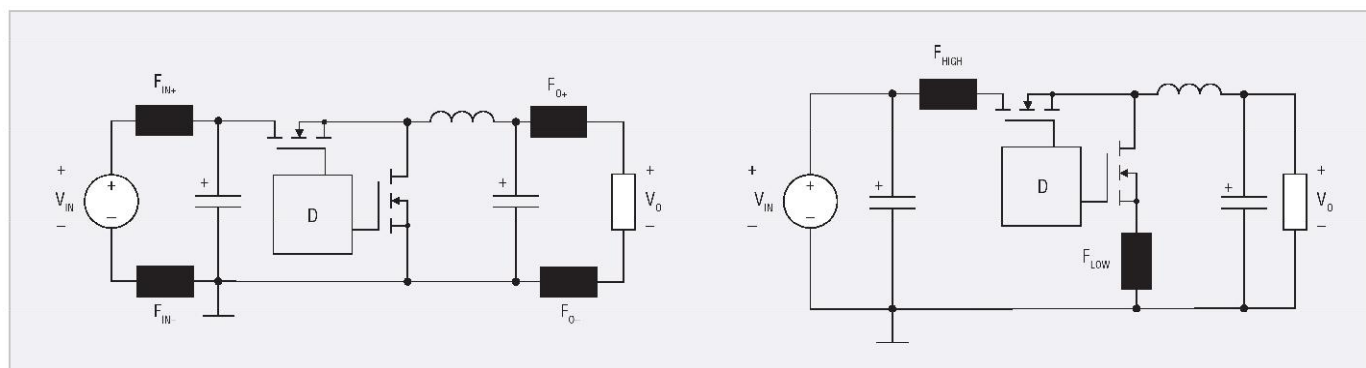 F_IN+
F_O+
+
V_IN
−
+
−
+
D
+
+
V_O
−
F_IN−
F_O−
F_HIGH
+
V_IN
−
+
−
+
D
+
+
V_O
−
F_LOW